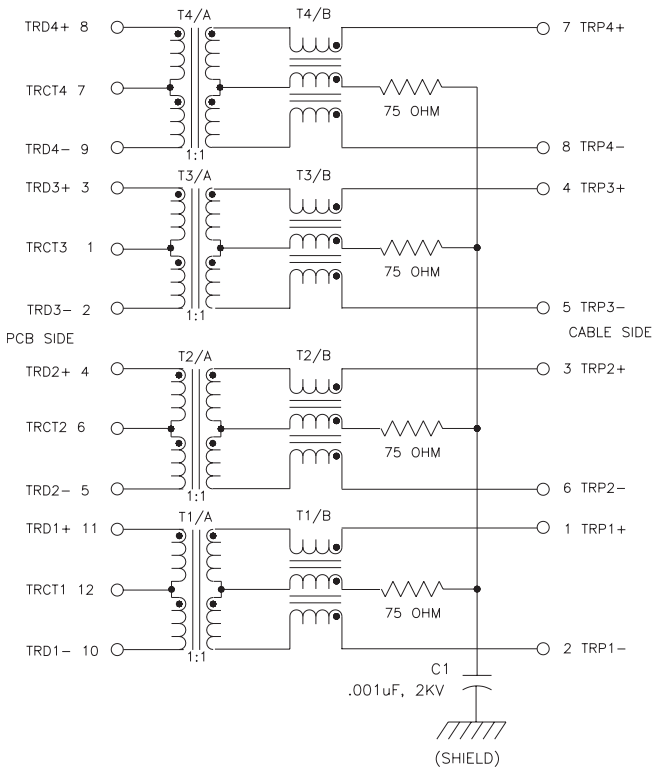 T4/A T4/B
TRD4+ 8 7 TRP4+
TRCT4 7
75 OHM
TRD4- 9 8 TRP4-
1:1
T3/A T3/B
TRD3+ 3 4 TRP3+
TRCT3 1
75 OHM
TRD3- 2 5 TRP3-
1:1
PCB SIDE CABLE SIDE
T2/A T2/B
TRD2+ 4 3 TRP2+
TRCT2 6
75 OHM
TRD2- 5 6 TRP2-
1:1
T1/A T1/B
TRD1+ 11 1 TRP1+
TRCT1 12
75 OHM
TRD1- 10 2 TRP1-
1:1
C1
.001uF, 2KV
(SHIELD)